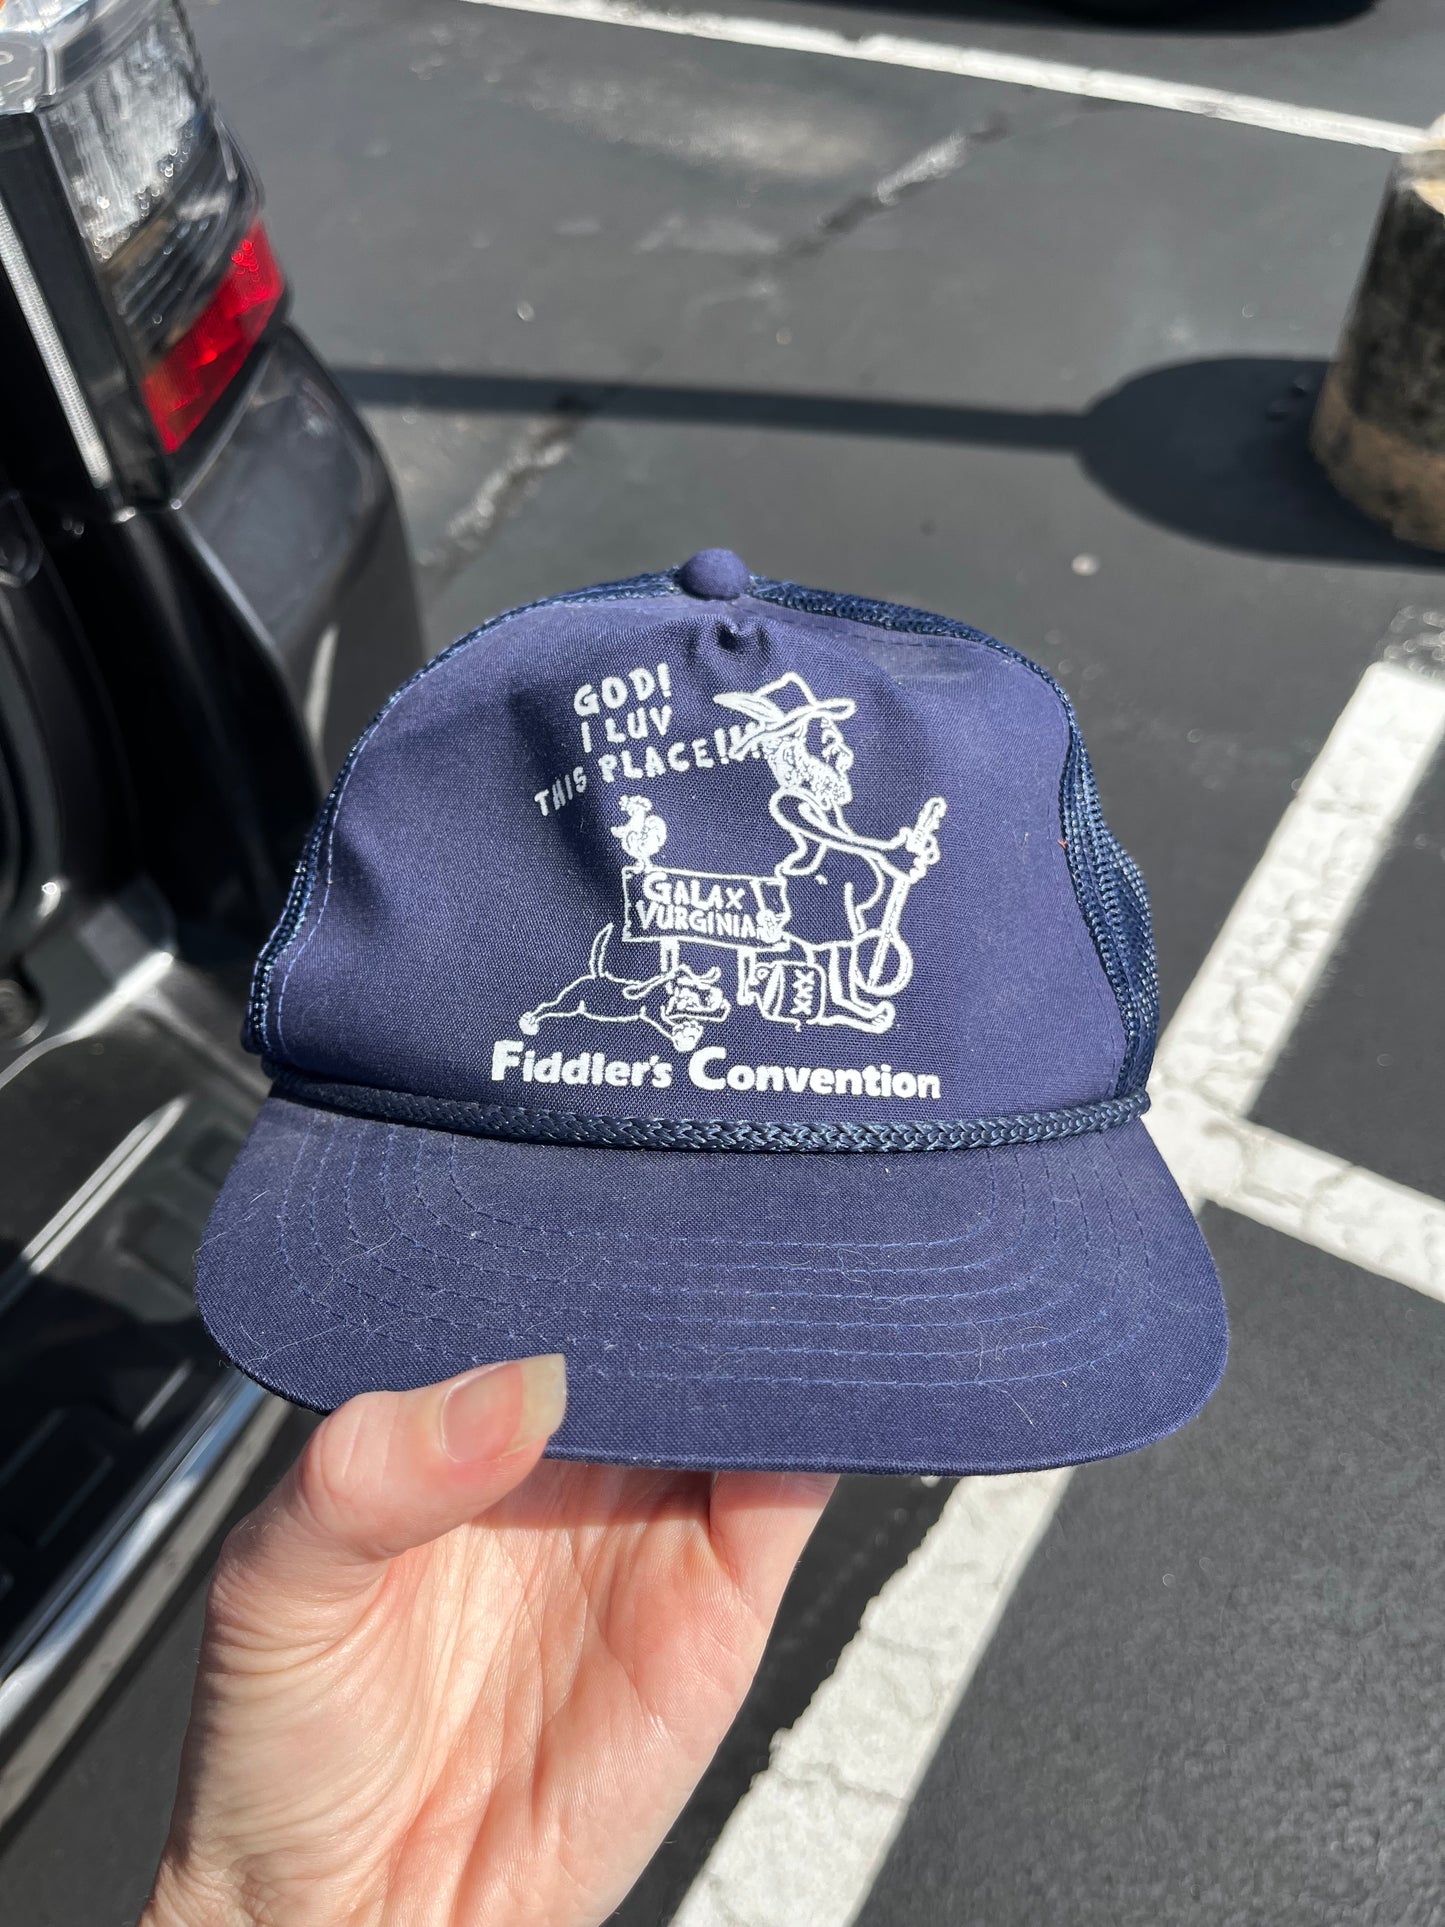 GOD!
I LUV
THIS PLACE!!!
GALAX
VURGINIA
XXX
Fiddler's Convention